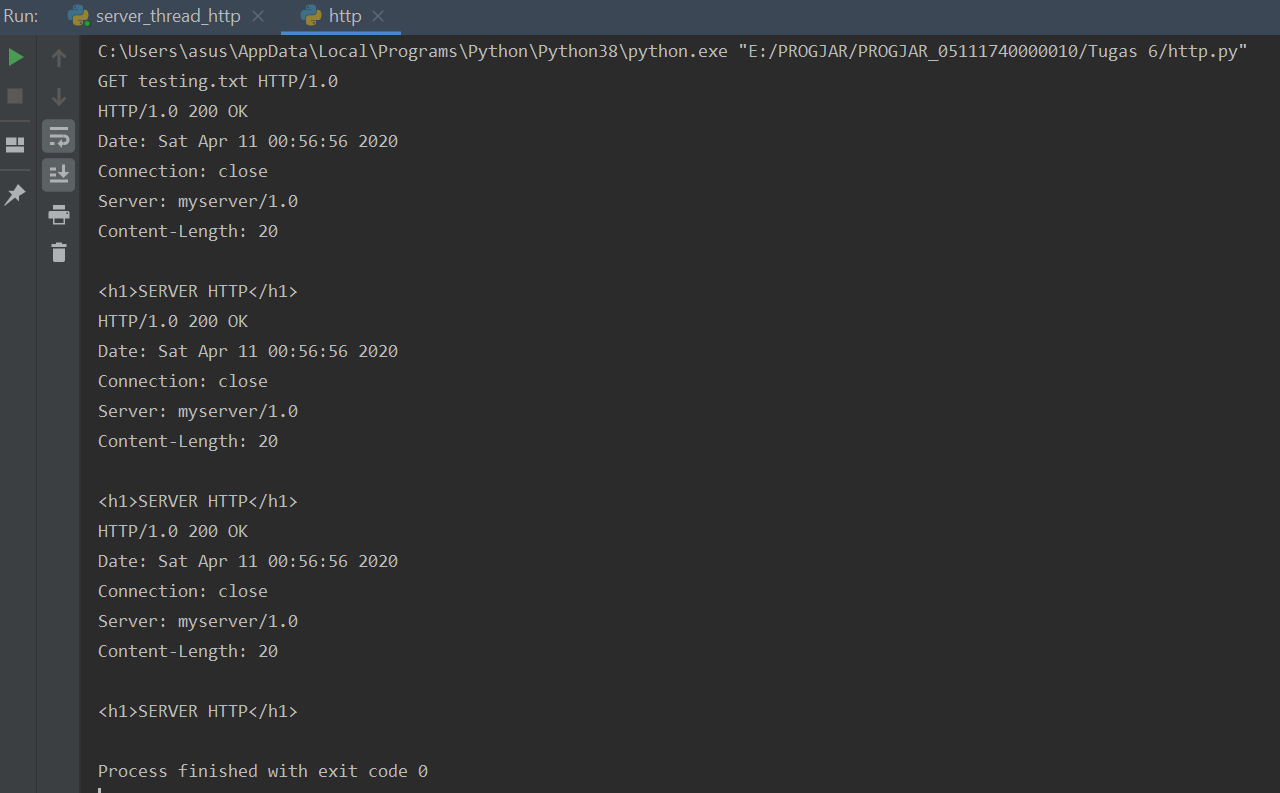 Run: server_thread_http http
C:\Users\asus\AppData\Local\Programs\Python\Python38\python.exe "E:/PROGJAR/PROGJAR_05111740000010/Tugas 6/http.py"
GET testing.txt HTTP/1.0
HTTP/1.0 200 OK
Date: Sat Apr 11 00:56:56 2020
Connection: close
Server: myserver/1.0
Content-Length: 20

<h1>SERVER HTTP</h1>
HTTP/1.0 200 OK
Date: Sat Apr 11 00:56:56 2020
Connection: close
Server: myserver/1.0
Content-Length: 20

<h1>SERVER HTTP</h1>
HTTP/1.0 200 OK
Date: Sat Apr 11 00:56:56 2020
Connection: close
Server: myserver/1.0
Content-Length: 20

<h1>SERVER HTTP</h1>

Process finished with exit code 0